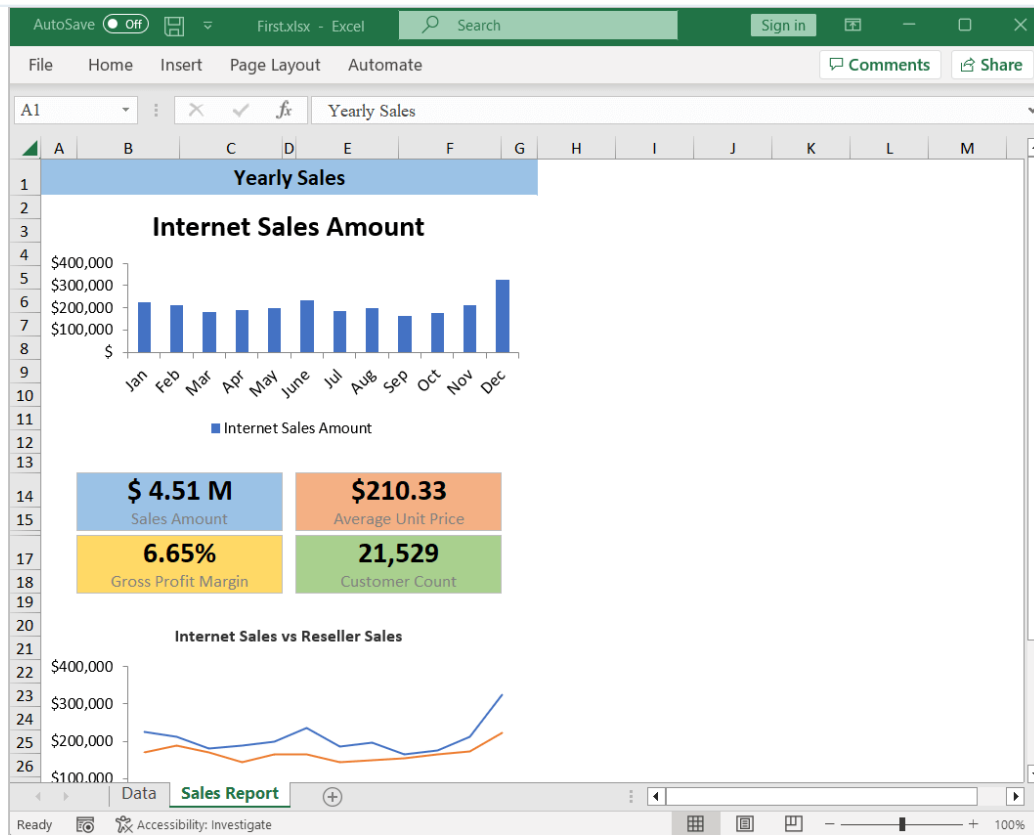 AutoSave Off First.xlsx - Excel Search Sign in
File Home Insert Page Layout Automate Comments Share
A1 fx Yearly Sales
A B C D E F G H I J K L M
1 Yearly Sales
2
3 Internet Sales Amount
4 $400,000
5 $300,000
6 $200,000
7 $100,000
8 $
9 Jan Feb Mar Apr May June Jul Aug Sep Oct Nov Dec
10
11 Internet Sales Amount
12
13
14 $ 4.51 M $210.33
15 Sales Amount Average Unit Price
17 6.65% 21,529
18 Gross Profit Margin Customer Count
19
20 Internet Sales vs Reseller Sales
21
22 $400,000
23 $300,000
24
25 $200,000
26 $100,000
Data Sales Report
Ready Accessibility: Investigate 100%